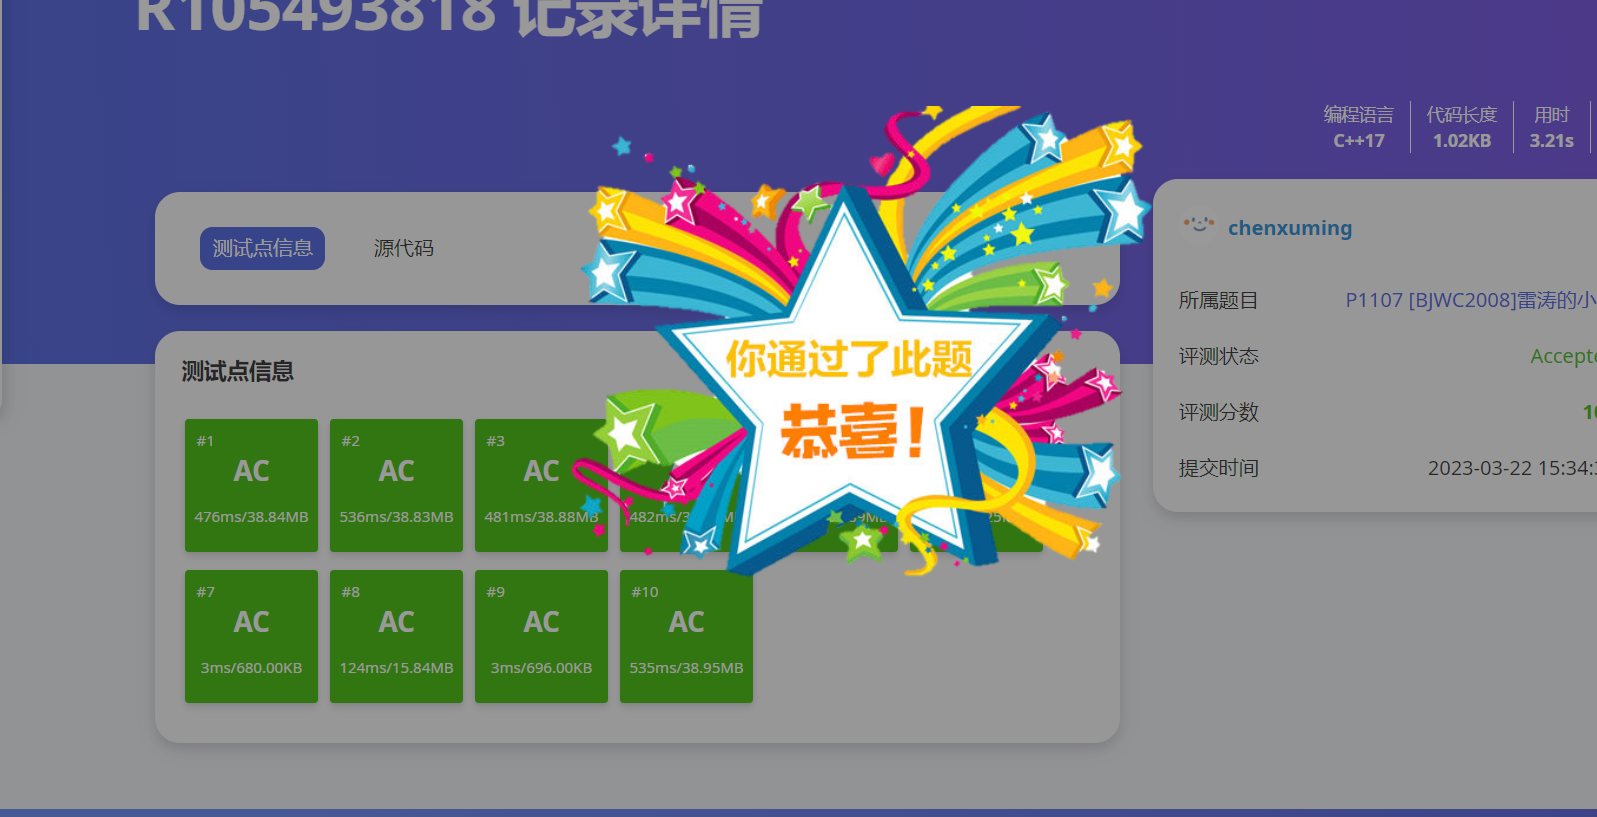 R105493818 记录详情
编程语言 代码长度 用时
C++17 1.02KB 3.21s
测试点信息 源代码
chenxuming
所属题目 P1107 [BJWC2008]雷涛的小
评测状态 Accepte
评测分数
提交时间 2023-03-22 15:34:
测试点信息
你通过了此题
恭喜!
#1 #2 #3
AC AC AC
476ms/38.84MB 536ms/38.83MB 481ms/38.88MB 482ms/3
#7 #8 #9 #10
AC AC AC AC
3ms/680.00KB 124ms/15.84MB 3ms/696.00KB 535ms/38.95MB